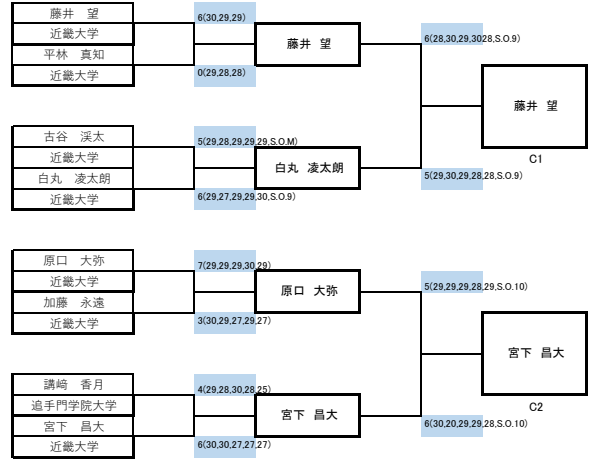 藤井　望
近畿大学
平林　真知
近畿大学
6(30,29,29)
0(29,28,28)
藤井　望
古谷　渓太
近畿大学
白丸　凌太朗
近畿大学
5(29,28,29,29,29,S.O.M)
6(29,27,29,29,30,S.O.9)
白丸　凌太朗
6(28,30,29,3028,S.O.9)
5(29,30,29,28,28,S.O.9)
藤井　望
C1
原口　大弥
近畿大学
加藤　永遠
近畿大学
7(29,29,29,30,29)
3(30,29,27,29,27)
原口　大弥
講﨑　香月
追手門学院大学
宮下　昌大
近畿大学
4(29,28,30,28,25)
6(30,30,27,27,27)
宮下　昌大
5(29,29,29,28,29,S.O.10)
6(30,20,29,29,28,S.O.10)
宮下　昌大
C2